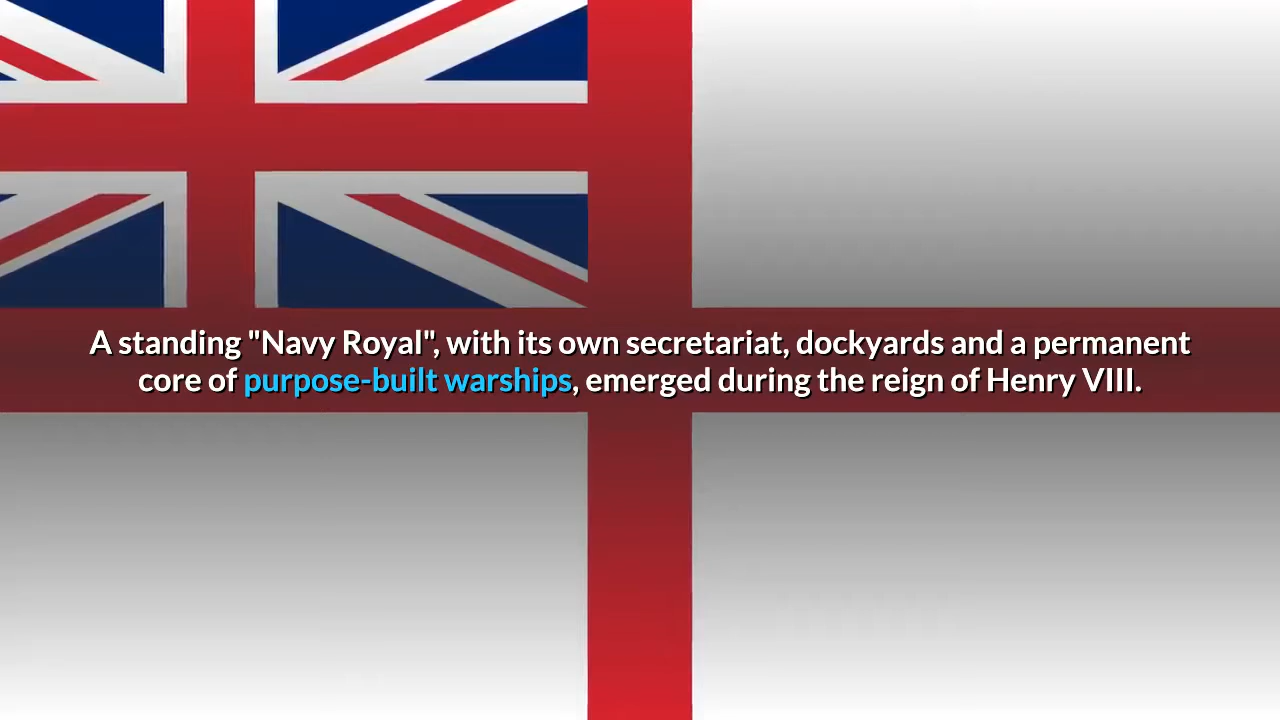 A standing "Navy Royal", with its own secretariat, dockyards and a permanent
core of purpose-built warships, emerged during the reign of Henry VIII.